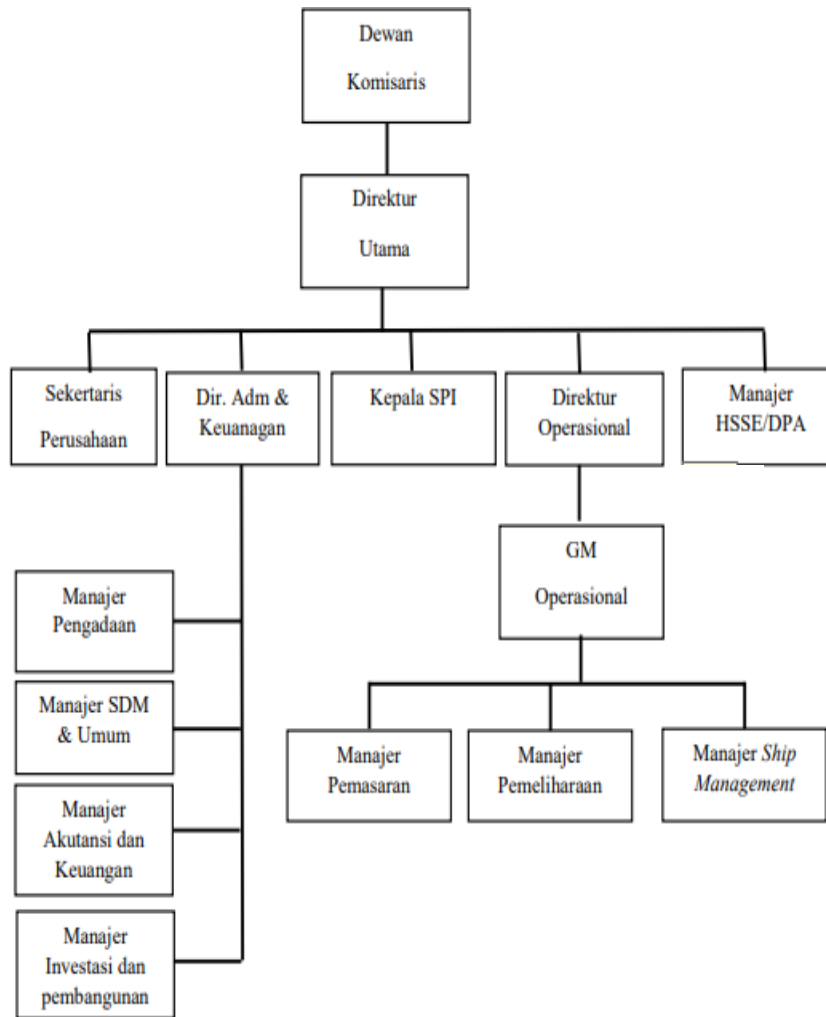 Dewan
Komisaris
Direktur
Utama
Sekertaris
Perusahaan
Dir. Adm &
Keuanagan
Kepala SPI
Direktur
Operasional
Manajer
HSSE/DPA
GM
Operasional
Manajer
Pengadaan
Manajer SDM
& Umum
Manajer
Akutansi dan
Keuangan
Manajer
Investasi dan
pembangunan
Manajer
Pemasaran
Manajer
Pemeliharaan
Manajer Ship
Management